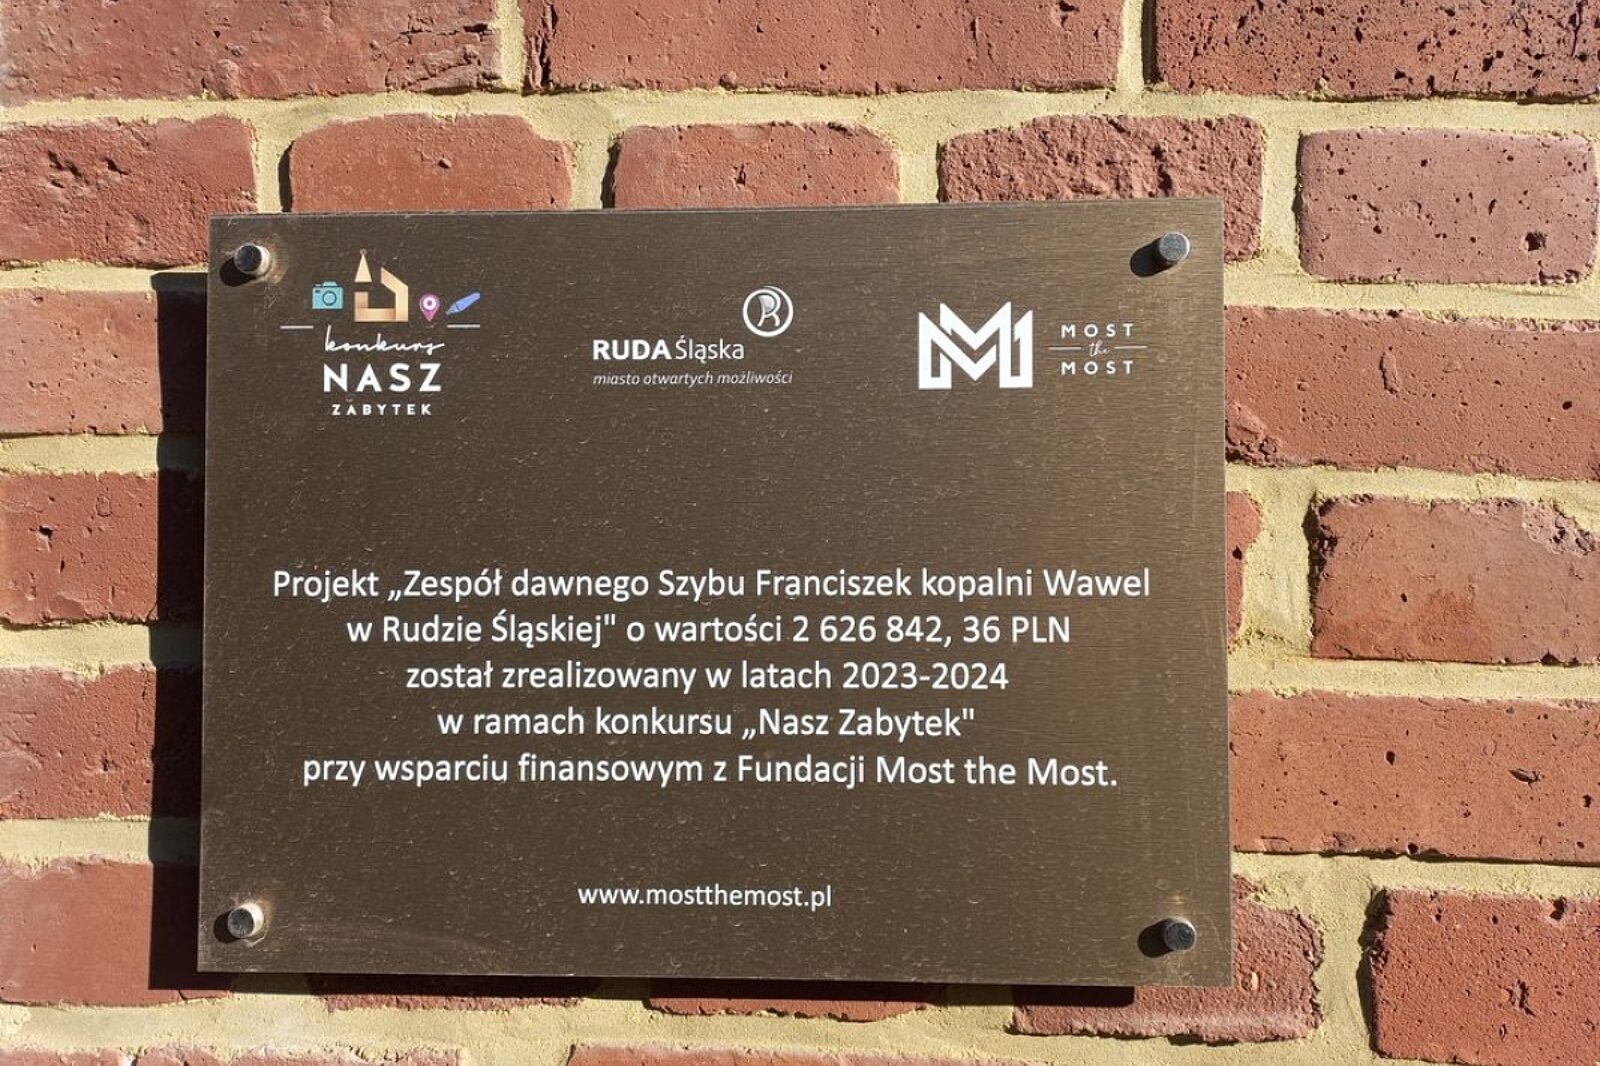 konkurs
NASZ
ZABYTEK
RUDA Śląska
miasto otwartych możliwości
MOST
the
MOST
Projekt „Zespół dawnego Szybu Franciszek kopalni Wawel
w Rudzie Śląskiej" o wartości 2 626 842, 36 PLN
został zrealizowany w latach 2023-2024
w ramach konkursu „Nasz Zabytek"
przy wsparciu finansowym z Fundacji Most the Most.
www.mostthemost.pl